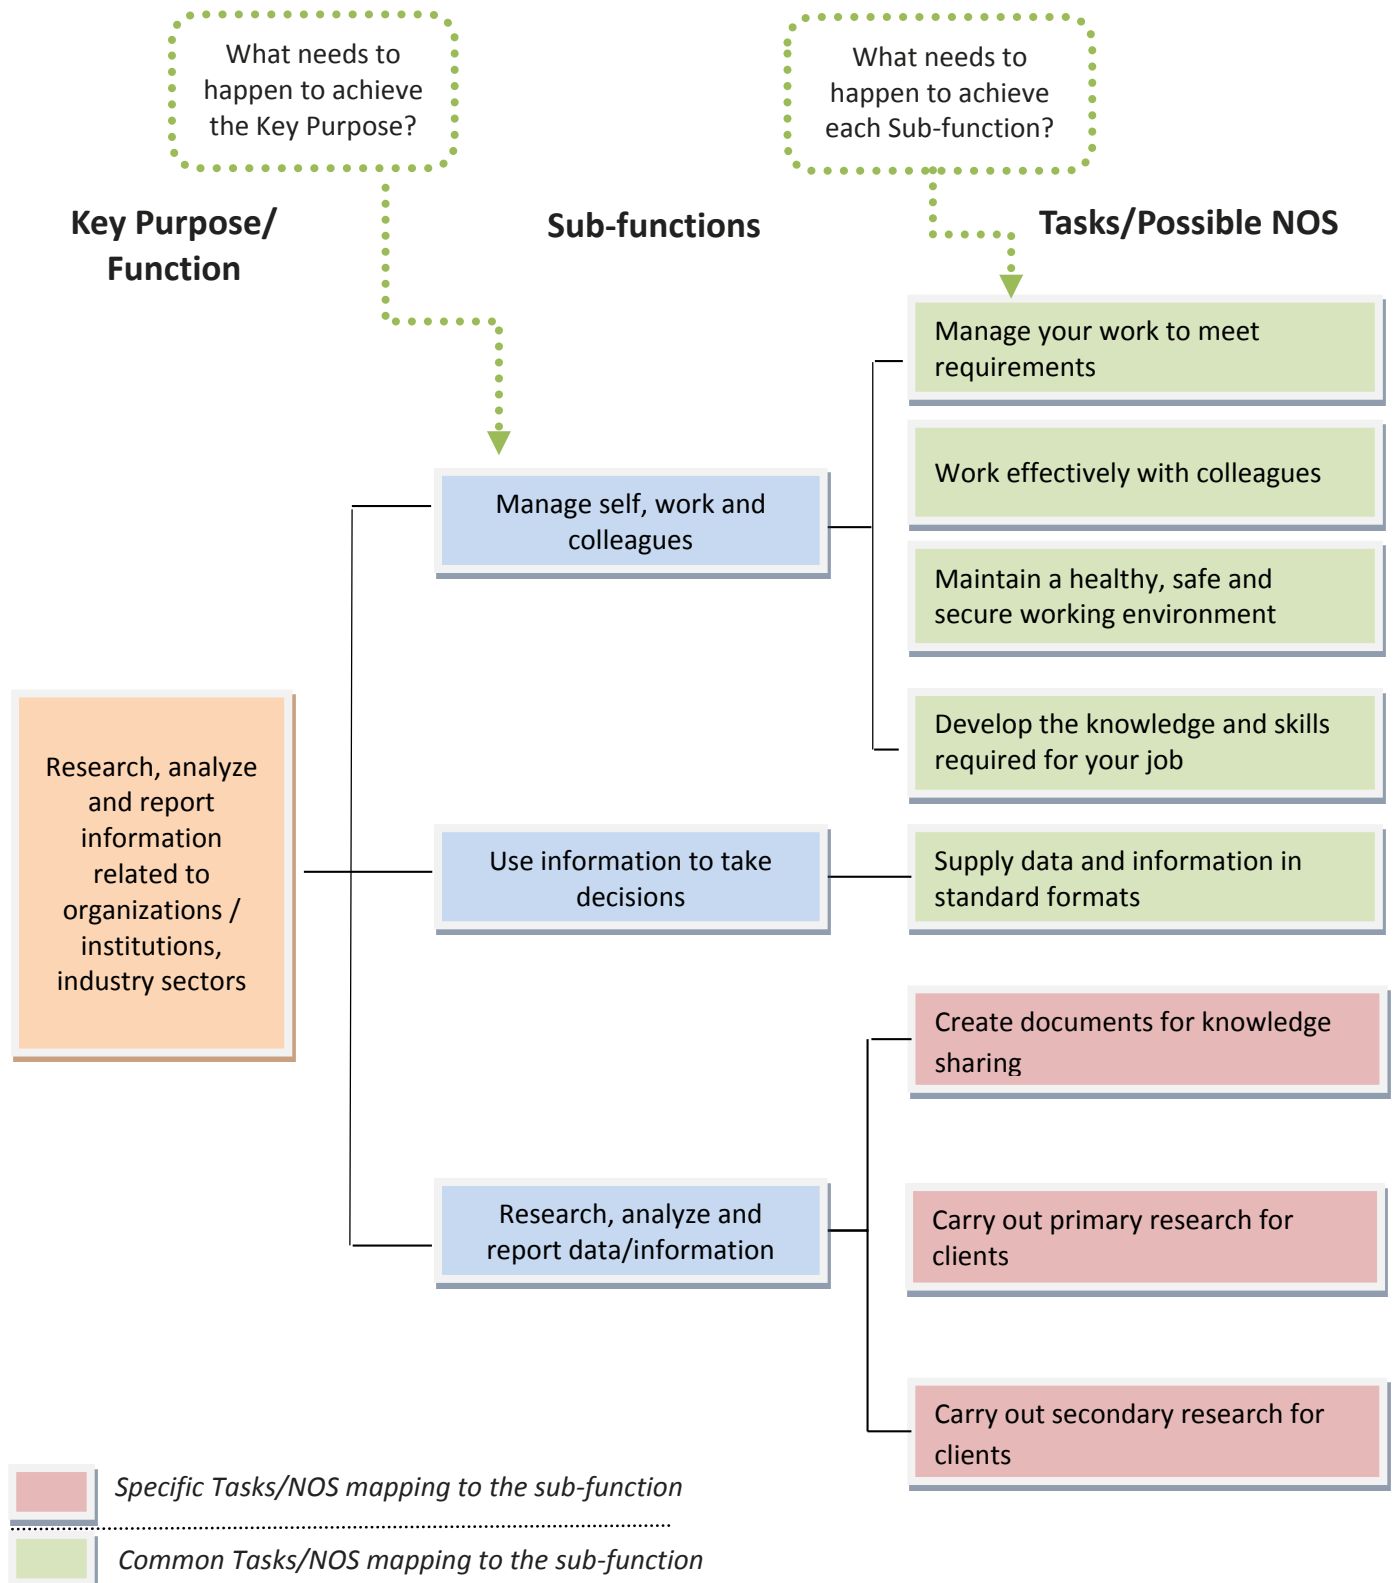 What needs to
happen to achieve
the Key Purpose?
What needs to
happen to achieve
each Sub-function?
Key Purpose/
Function
Sub-functions
Tasks/Possible NOS
Manage your work to meet
requirements
Work effectively with colleagues
Manage self, work and
colleagues
Maintain a healthy, safe and
secure working environment
Develop the knowledge and skills
required for your job
Research, analyze
and report
information
related to
organizations /
institutions,
industry sectors
Use information to take
decisions
Supply data and information in
standard formats
Create documents for knowledge
sharing
Research, analyze and
report data/information
Carry out primary research for
clients
Carry out secondary research for
clients
Specific Tasks/NOS mapping to the sub-function
Common Tasks/NOS mapping to the sub-function